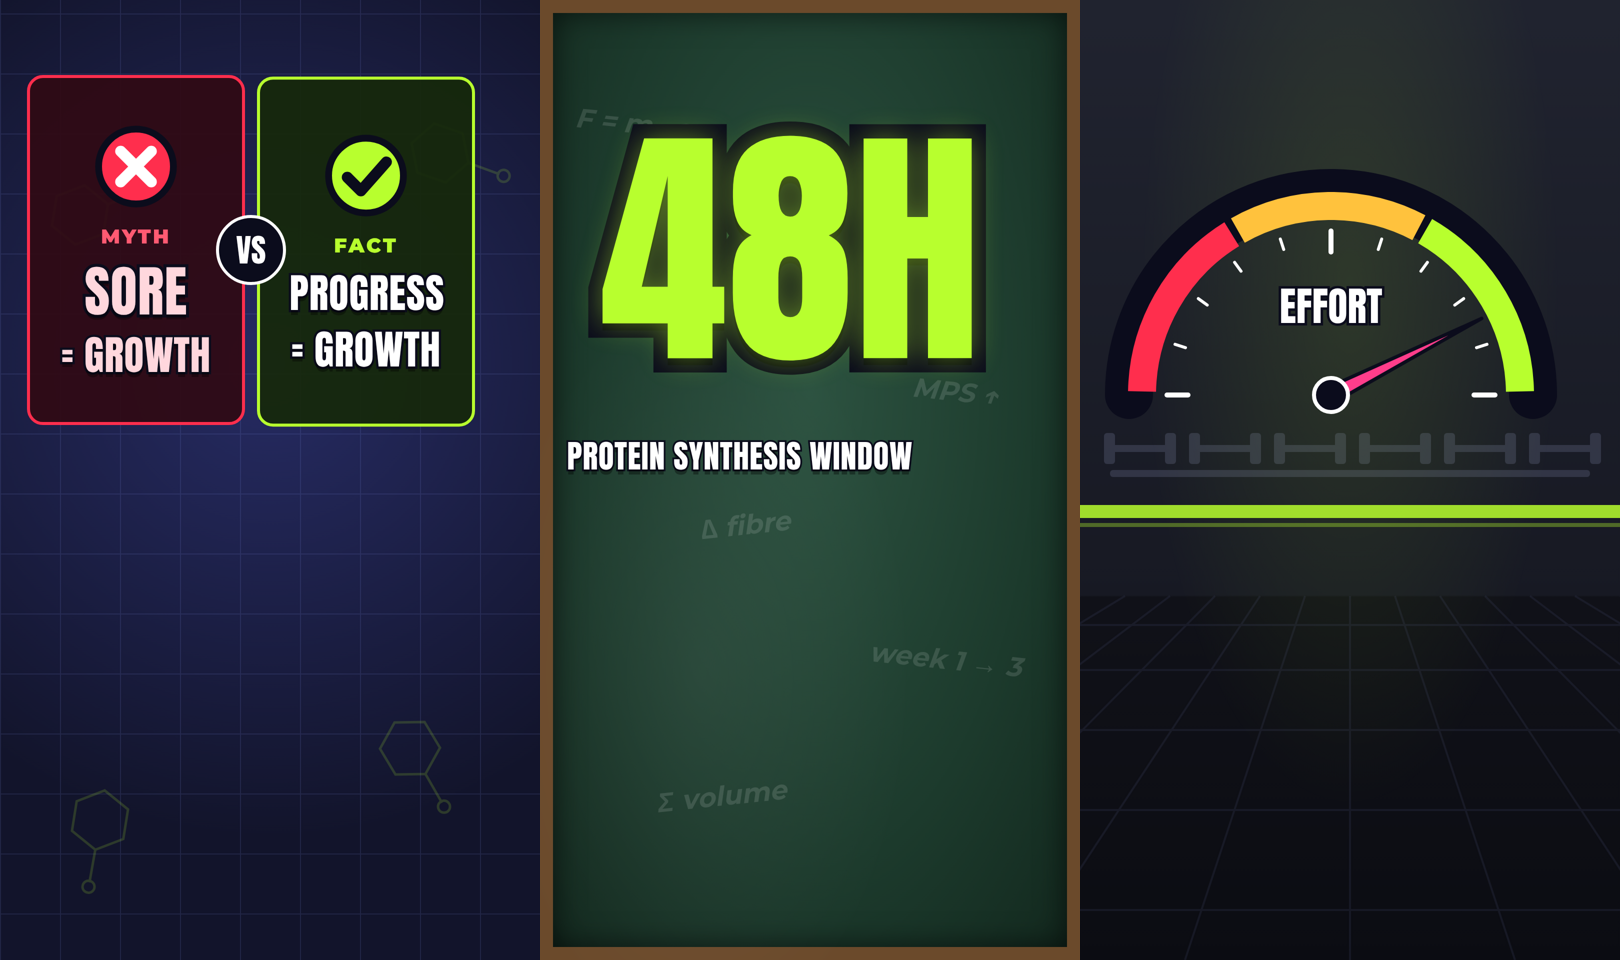 MYTH
SORE
= GROWTH
VS
FACT
PROGRESS
= GROWTH
48H
MPS ↑
PROTEIN SYNTHESIS WINDOW
Δ fibre
week 1 → 3
Σ volume
EFFORT